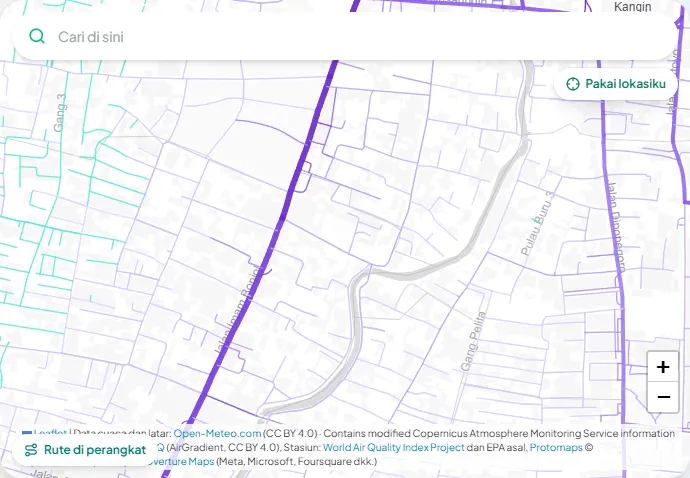 Kangin
Cari di sini
Pakai lokasiku
Gang 3
Jalan Diponegoro
Pulau Buru 3
Jalan Imam Bonjol
Gang Pelita
+
−
Leaflet | Data cuaca dan latar: Open-Meteo.com (CC BY 4.0) · Contains modified Copernicus Atmosphere Monitoring Service information
Rute di perangkat
Q (AirGradient, CC BY 4.0). Stasiun: World Air Quality Index Project dan EPA asal, Protomaps ©
verture Maps (Meta, Microsoft, Foursquare dkk.)